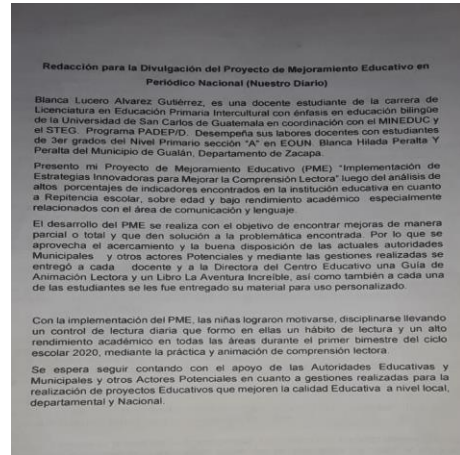 Redacción para la Divulgación del Proyecto de Mejoramiento Educativo en
Periódico Nacional (Nuestro Diario)
Blanca Lucero Alvarez Gutiérrez, es una docente estudiante de la carrera de
Licenciatura en Educación Primaria Intercultural con énfasis en educación bilingüe
de la Universidad de San Carlos de Guatemala en coordinación con el MINEDUC y
el STEG. Programa PADEP/D. Desempeña sus labores docentes con estudiantes
de 3er grados del Nivel Primario sección "A" en EOUN. Blanca Hilada Peralta Y
Peralta del Municipio de Gualán, Departamento de Zacapa.
Presento mi Proyecto de Mejoramiento Educativo (PME) "Implementación de
Estrategias Innovadoras para Mejorar la Comprensión Lectora" luego del análisis de
altos porcentajes de indicadores encontrados en la institución educativa en cuanto
a Repitencia escolar, sobre edad y bajo rendimiento académico especialmente
relacionados con el área de comunicación y lenguaje.
El desarrollo del PME se realiza con el objetivo de encontrar mejoras de manera
parcial o total y que den solución a la problemática encontrada. Por lo que se
aprovecha el acercamiento y la buena disposición de las actuales autoridades
Municipales y otros actores Potenciales y mediante las gestiones realizadas se
entregó a cada docente y a la Directora del Centro Educativo una Guía de
Animación Lectora y un Libro La Aventura Increíble, así como también a cada una
de las estudiantes se les fue entregado su material para uso personalizado.
Con la implementación del PME, las niñas lograron motivarse, disciplinarse llevando
un control de lectura diaria que formo en ellas un hábito de lectura y un alto
rendimiento académico en todas las áreas durante el primer bimestre del ciclo
escolar 2020, mediante la práctica y animación de comprensión lectora.
Se espera seguir contando con el apoyo de las Autoridades Educativas y
Municipales y otros Actores Potenciales en cuanto a gestiones realizadas para la
realización de proyectos Educativos que mejoren la calidad Educativa a nivel local,
departamental y Nacional.